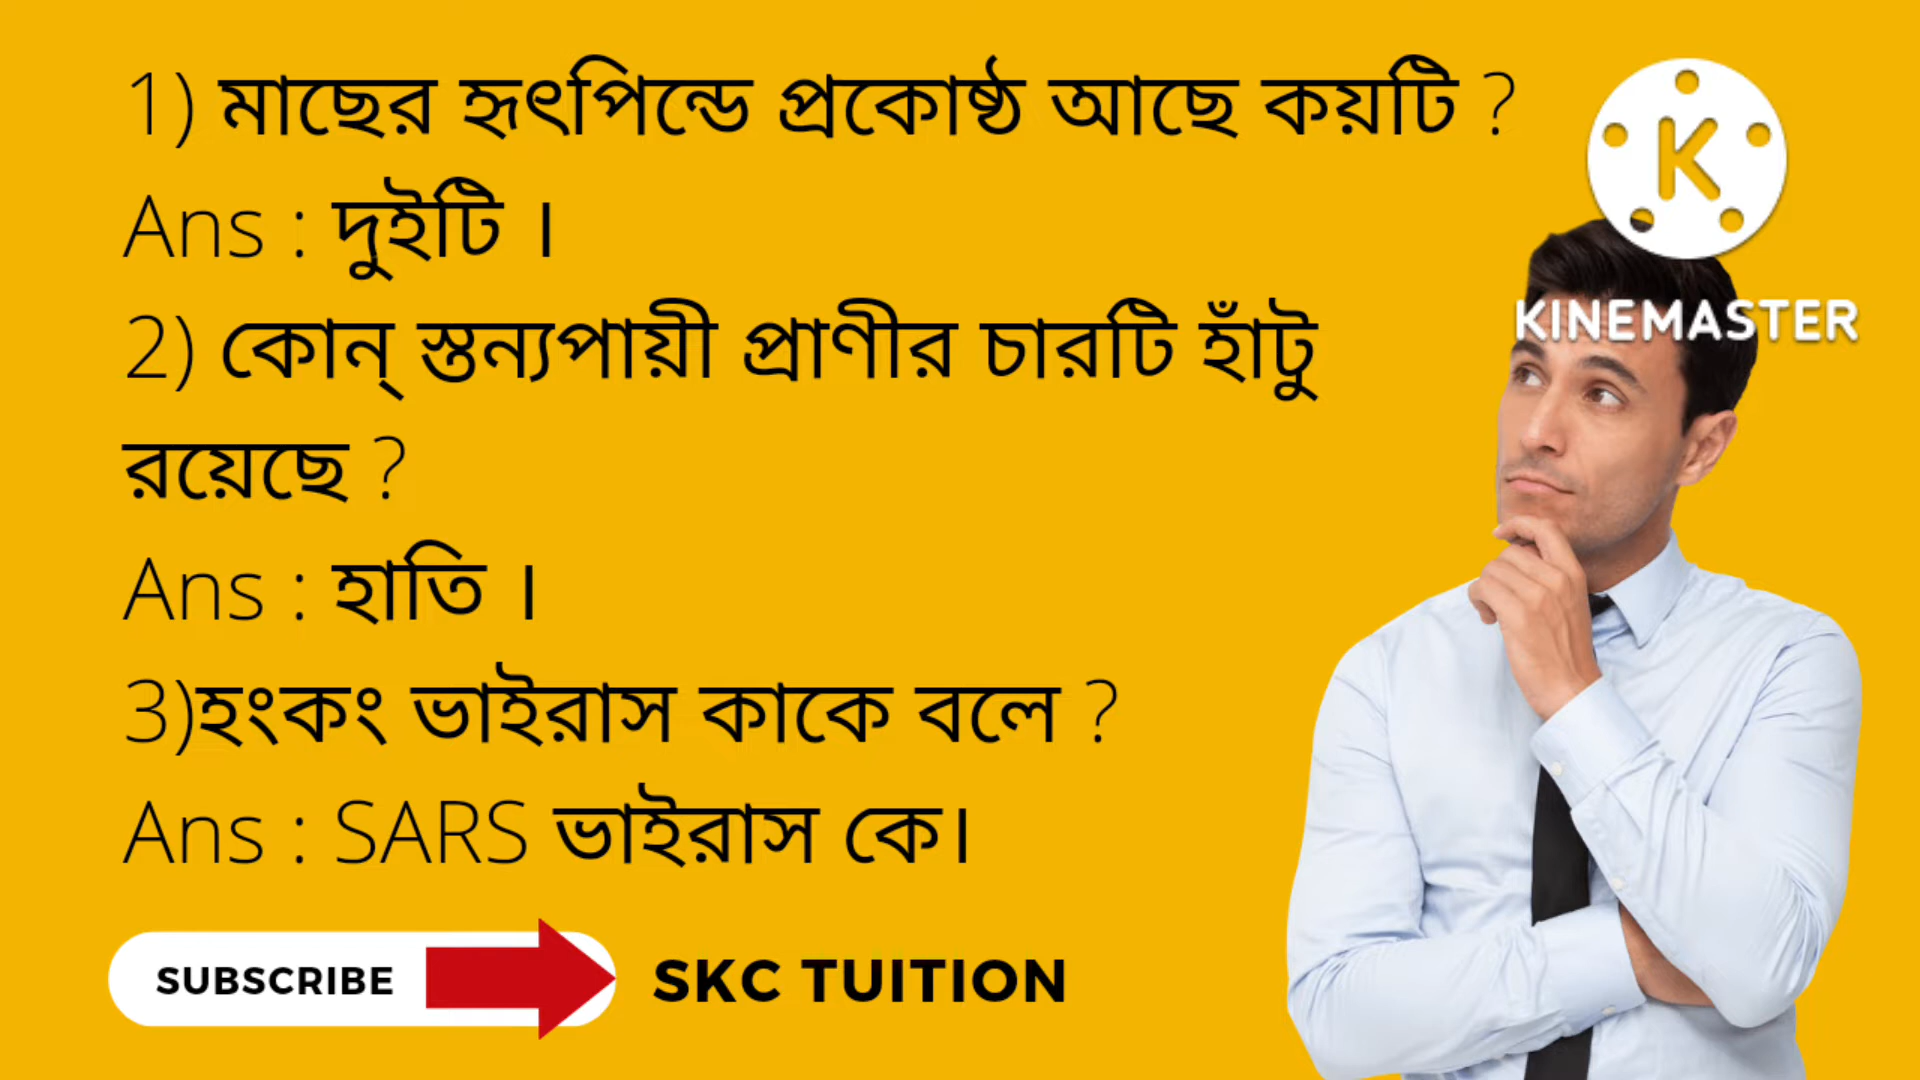 1) মাছের হৃৎপিন্ডে প্রকোষ্ঠ আছে কয়টি ?
Ans : দুইটি ।
2) কোন্ স্তন্যপায়ী প্রাণীর চারটি হাঁটু
রয়েছে ?
Ans : হাতি ।
3)হংকং ভাইরাস কাকে বলে ?
Ans : SARS ভাইরাস কে।
SUBSCRIBE
SKC TUITION
K
KINEMASTER